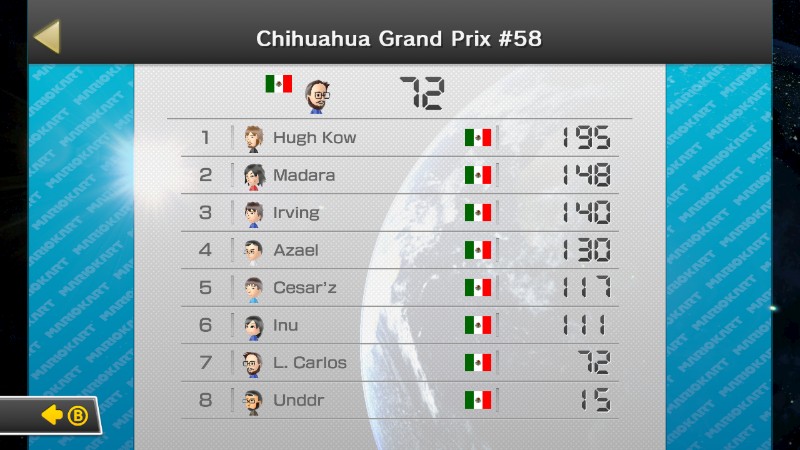 Chihuahua Grand Prix #58
72
1 Hugh Kow 195
2 Madara 148
3 Irving 140
4 Azael 130
5 Cesar'z 117
6 Inu 111
7 L. Carlos 72
8 Unddr 15
B
MARIOKART